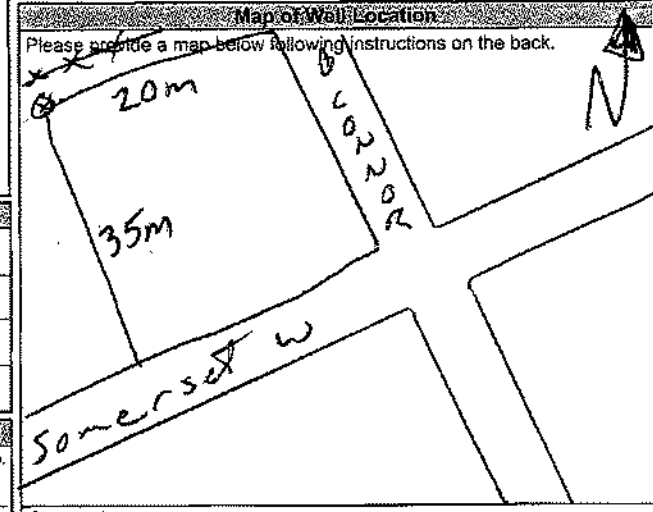 Map of Well Location
Please provide a map below following instructions on the back.
N
20m
O CONNOR
35m
Somerset W